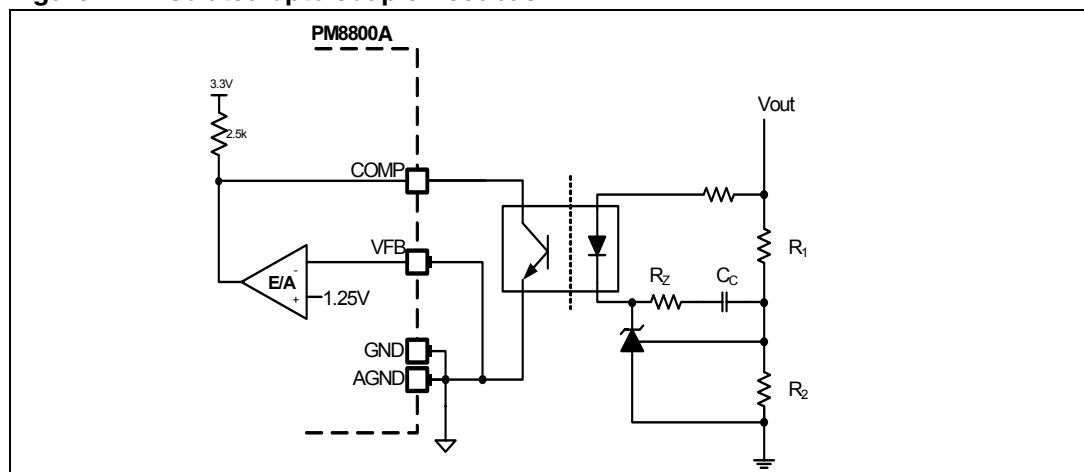 PM8800A
3.3V
2.5k
Vout
COMP
R1
VFB
RZ
CC
E/A
-
+
1.25V
GND
AGND
R2